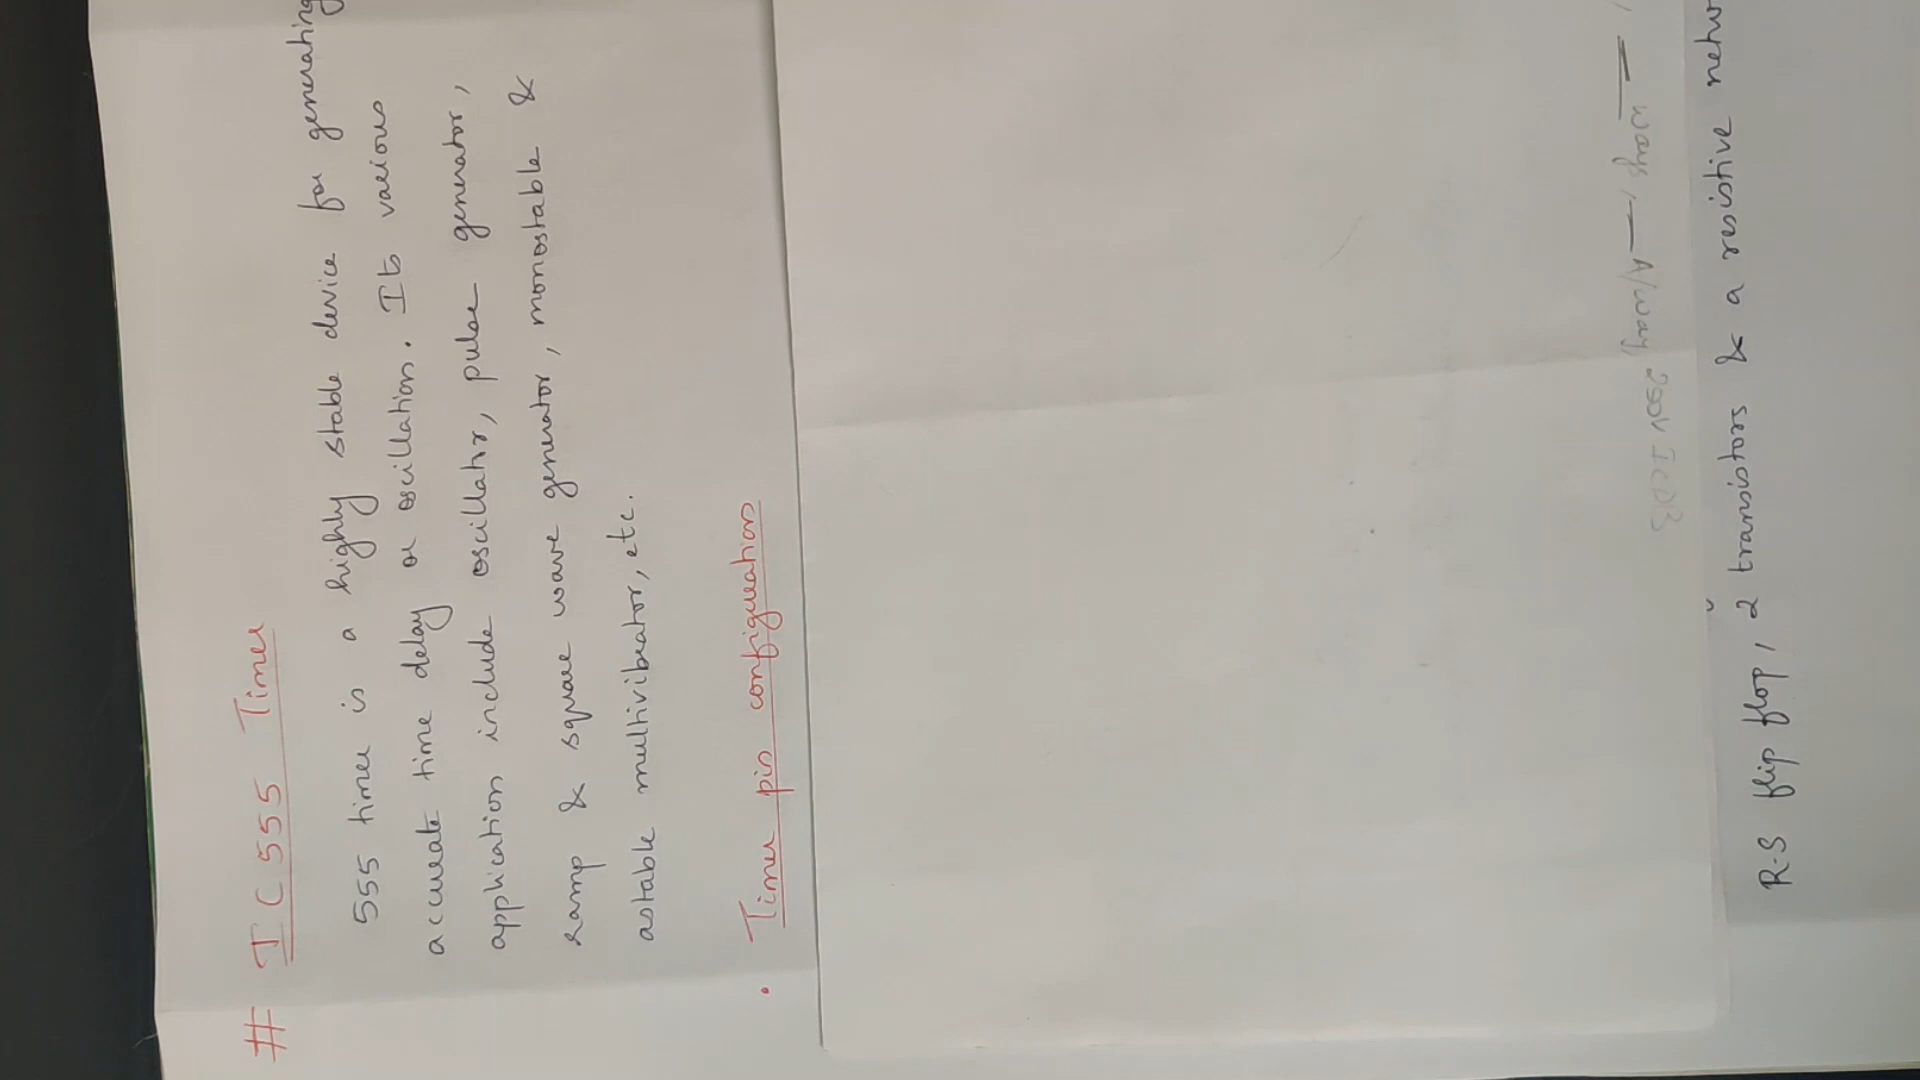 # IC 555 Timer
555 timer is a highly stable device for generating
accurate time delay or oscillation. Its various
application include oscillator, pulse generator,
ramp & square wave generator, monostable &
astable multivibrator, etc.
• Timer pin configuration
R-S flip flop, 2 transistors & a resistive netw